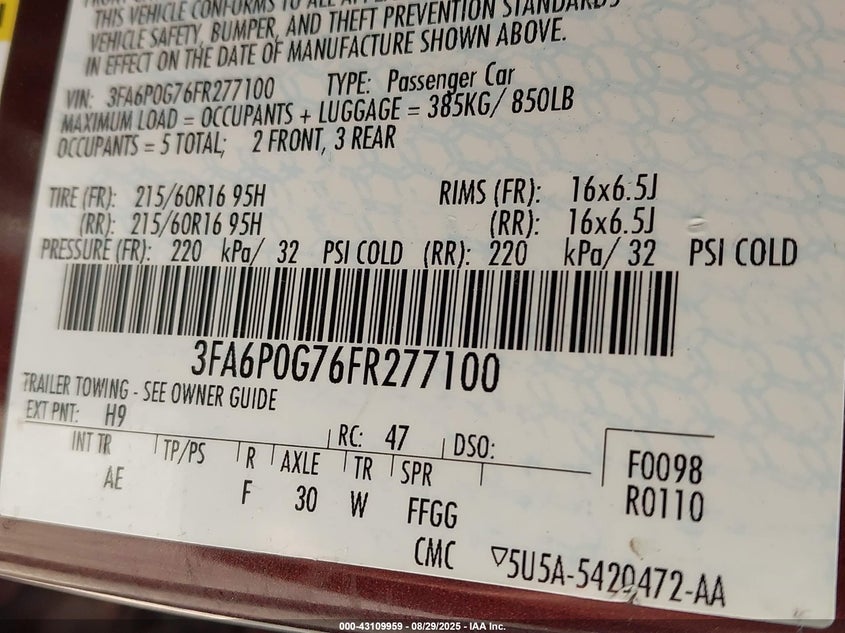 THIS VEHICLE CONFORMS TO ALL
VEHICLE SAFETY, BUMPER, AND THEFT PREVENTION STANDARDS
IN EFFECT ON THE DATE OF MANUFACTURE SHOWN ABOVE.
VIN: 3FA6P0G76FR277100 TYPE: Passenger Car
MAXIMUM LOAD = OCCUPANTS + LUGGAGE = 385KG/ 850LB
OCCUPANTS = 5 TOTAL; 2 FRONT, 3 REAR
TIRE (FR): 215/60R16 95H RIMS (FR): 16x6.5J
(RR): 215/60R16 95H (RR): 16x6.5J
PRESSURE (FR): 220 kPa/ 32 PSI COLD (RR): 220 kPa/ 32 PSI COLD
3FA6P0G76FR277100
TRAILER TOWING - SEE OWNER GUIDE
EXT PNT: H9 RC: 47 DSO:
INT TR TP/PS R AXLE TR SPR F0098
AE F 30 W FFGG R0110
CMC ▽5U5A-5420472-AA
000-43109959 - 08/29/2025 - IAA Inc.